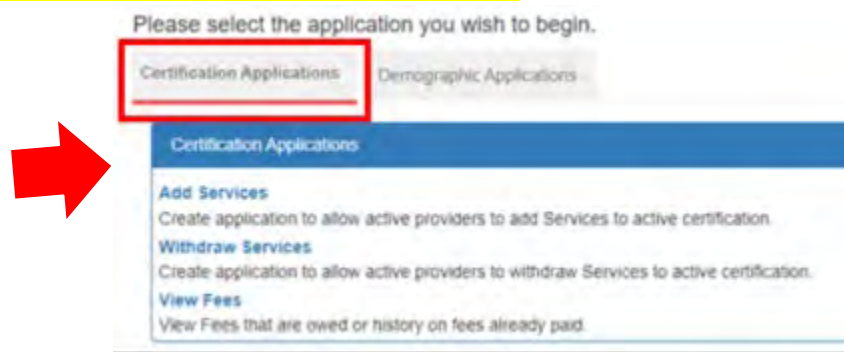 Please select the application you wish to begin.
Certification Applications Demographic Applications
Certification Applications
Add Services
Create application to allow active providers to add Services to active certification.
Withdraw Services
Create application to allow active providers to withdraw Services to active certification.
View Fees
View Fees that are owed or history on fees already paid.